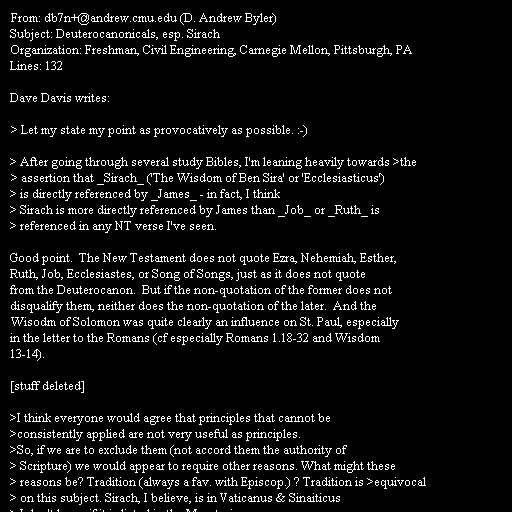 From: db7n+@andrew.cmu.edu (D. Andrew Byler)
Subject: Deuterocanonicals, esp. Sirach
Organization: Freshman, Civil Engineering, Carnegie Mellon, Pittsburgh, PA
Lines: 132

Dave Davis writes:

> Let my state my point as provocatively as possible. :-)

> After going through several study Bibles, I'm leaning heavily towards >the
> assertion that _Sirach_ ('The Wisdom of Ben Sira' or 'Ecclesiasticus')
> is directly referenced by _James_ - in fact, I think
> Sirach is more directly referenced by James than _Job_ or _Ruth_ is
> referenced in any NT verse I've seen.

Good point.  The New Testament does not quote Ezra, Nehemiah, Esther,
Ruth, Job, Ecclesiastes, or Song of Songs, just as it does not quote
from the Deuterocanon.  But if the non-quotation of the former does not
disqualify them, neither does the non-quotation of the later.  And the
Wisodm of Solomon was quite clearly an influence on St. Paul, especially
in the letter to the Romans (cf especially Romans 1.18-32 and Wisdom
13-14).

[stuff deleted]

>I think everyone would agree that principles that cannot be
>consistently applied are not very useful as principles.
>So, if we are to exclude them (not accord them the authority of
> Scripture) we would appear to require other reasons. What might these
> reasons be? Tradition (always a fav. with Episcop.) ? Tradition is >equivocal
> on this subject. Sirach, I believe, is in Vaticanus & Sinaiticus